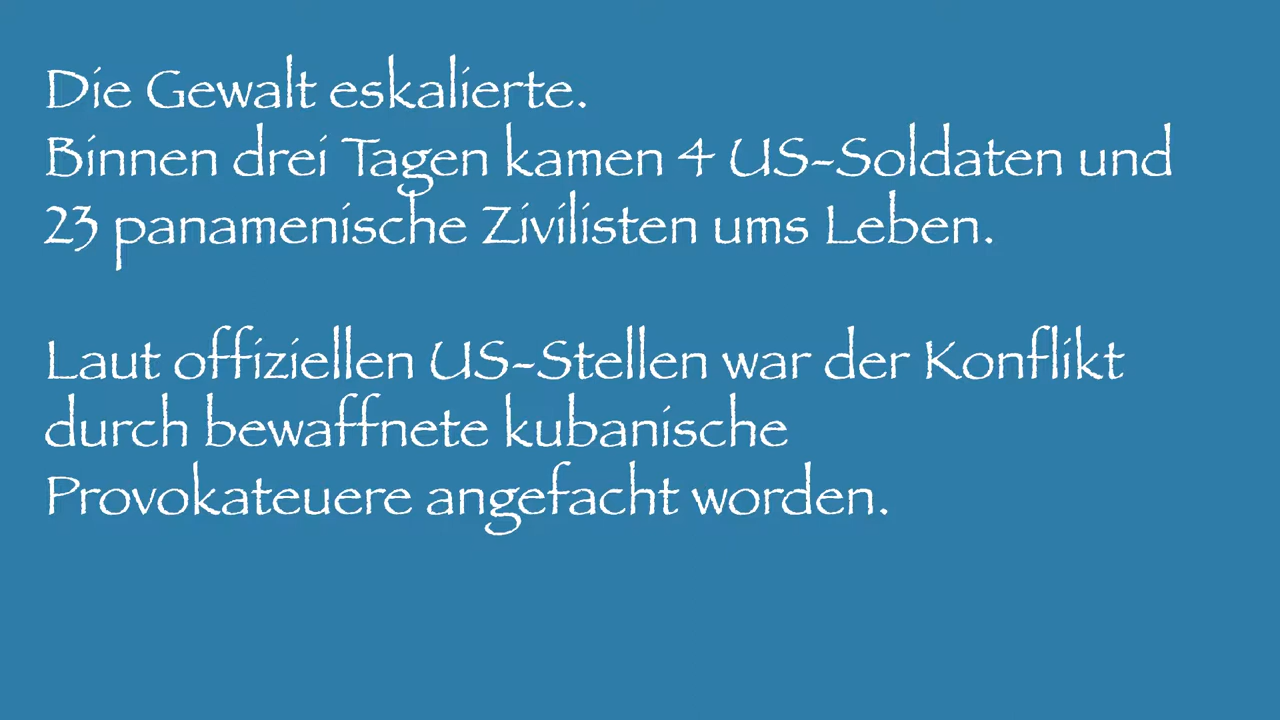 Die Gewalt eskalierte.
Binnen drei Tagen kamen 4 US-Soldaten und
23 panamenische Zivilisten ums Leben.
Laut offiziellen US-Stellen war der Konflikt
durch bewaffnete kubanische
Provokateuere angefacht worden.